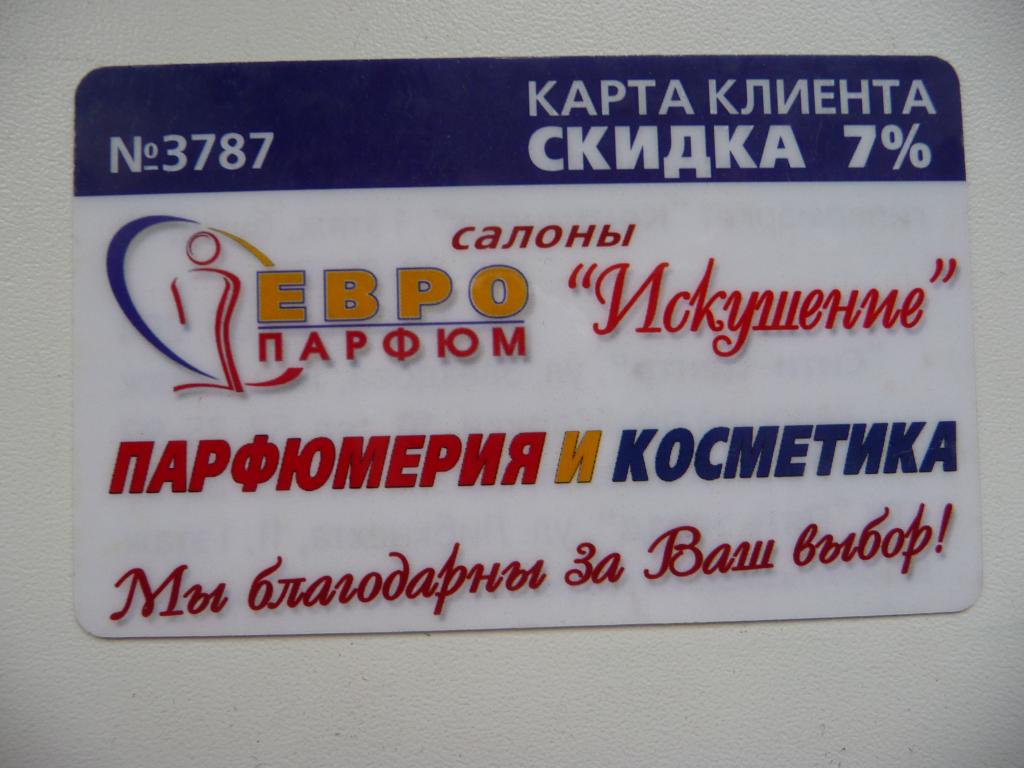 КАРТА КЛИЕНТА
№3787 СКИДКА 7%
салоны
ЕВРО "Искушение"
ПАРФЮМ
ПАРФЮМЕРИЯ И КОСМЕТИКА
Мы благодарны за Ваш выбор!